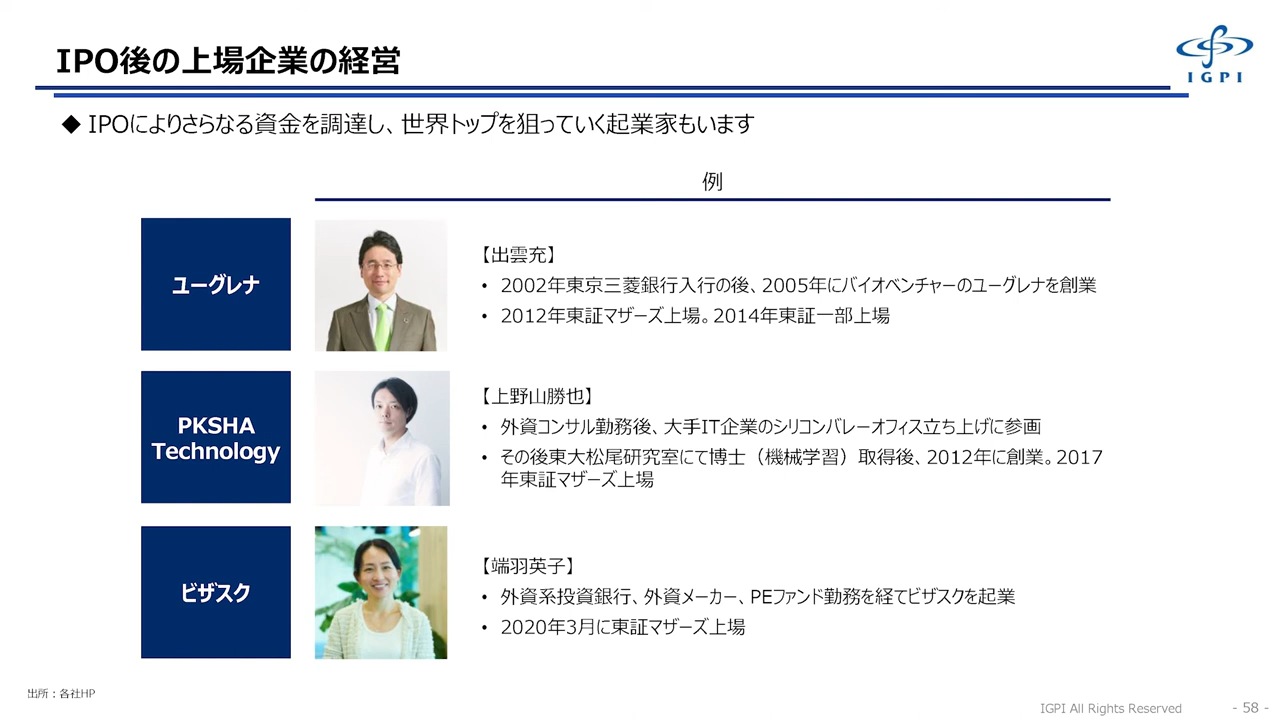 IPO後の上場企業の経営
IGPI
◆ IPOによりさらなる資金を調達し、世界トップを狙っていく起業家もいます
例
ユーグレナ
【出雲充】
• 2002年東京三菱銀行入行の後、2005年にバイオベンチャーのユーグレナを創業
• 2012年東証マザーズ上場。2014年東証一部上場
PKSHA
Technology
【上野山勝也】
• 外資コンサル勤務後、大手IT企業のシリコンバレーオフィス立ち上げに参画
• その後東大松尾研究室にて博士（機械学習）取得後、2012年に創業。2017
年東証マザーズ上場
ビザスク
【端羽英子】
• 外資系投資銀行、外資メーカー、PEファンド勤務を経てビザスクを起業
• 2020年3月に東証マザーズ上場
出所：各社HP
IGPI All Rights Reserved
- 58 -